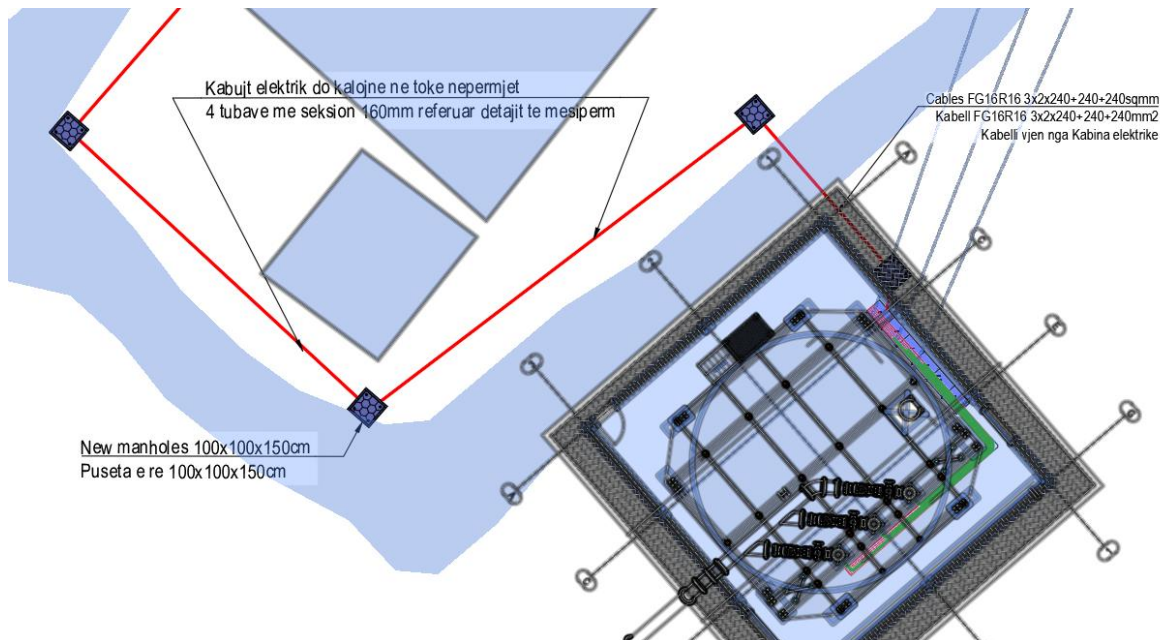 Kabujt elektrik do kalojne ne toke nepermjet
4 tubave me seksion 160mm referuar detajit te mesiperm
Cables FG16R16 3x2x240+240+240sqmm
Kabell FG16R16 3x2x240+240+240mm2
Kabelli vjen nga Kabina elektrike
New manholes 100x100x150cm
Puseta e re 100x100x150cm